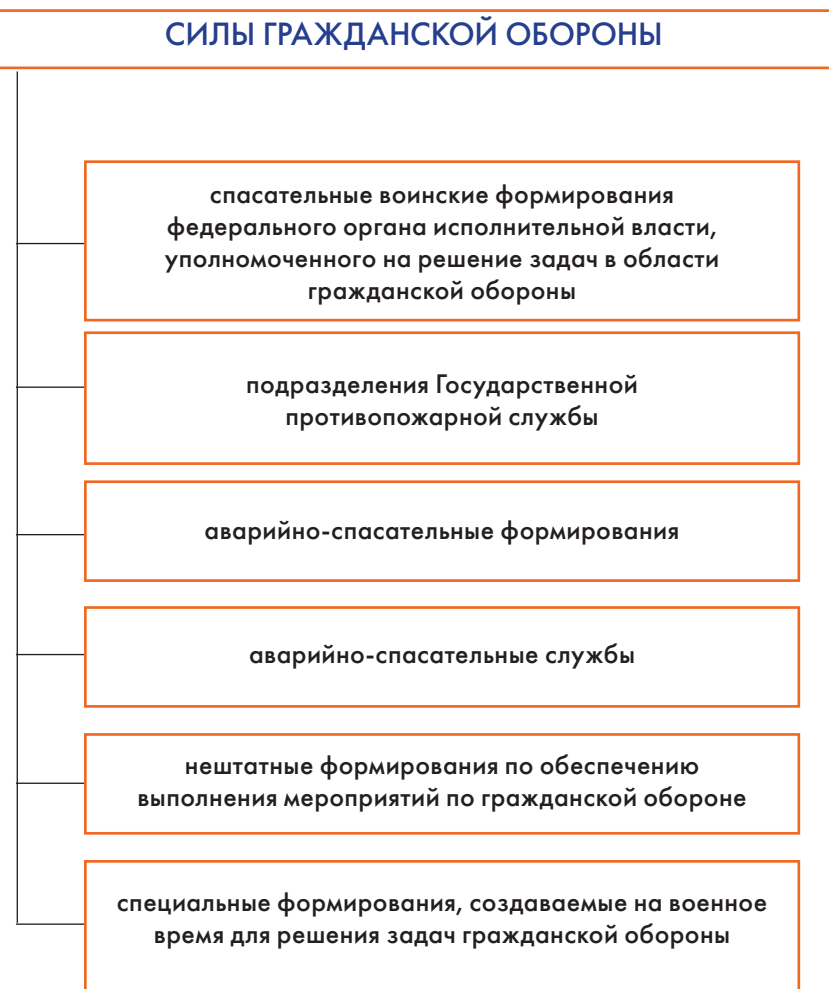 СИЛЫ ГРАЖДАНСКОЙ ОБОРОНЫ
спасательные воинские формирования
федерального органа исполнительной власти,
уполномоченного на решение задач в области
гражданской обороны
подразделения Государственной
противопожарной службы
аварийно-спасательные формирования
аварийно-спасательные службы
нештатные формирования по обеспечению
выполнения мероприятий по гражданской обороне
специальные формирования, создаваемые на военное
время для решения задач гражданской обороны